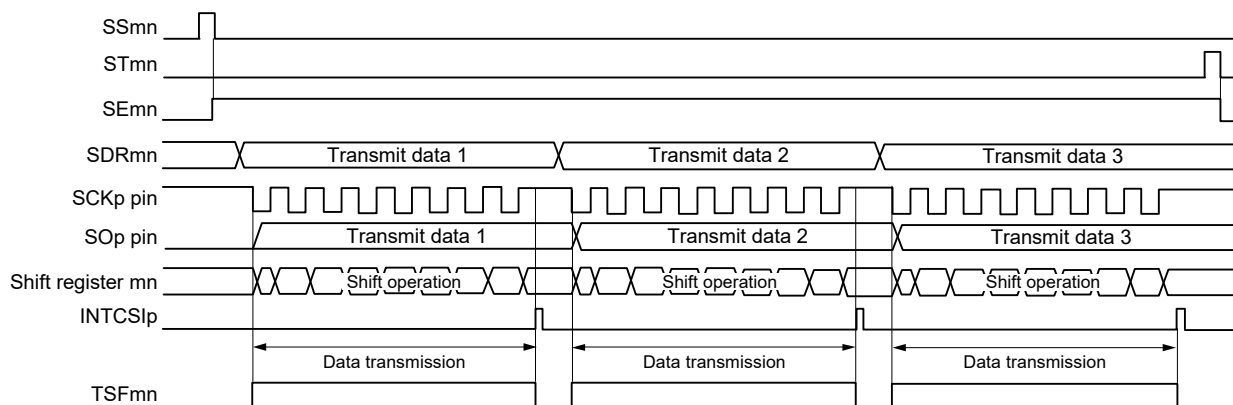 SSmn
STmn
SEmn
SDRmn Transmit data 1 Transmit data 2 Transmit data 3
SCKp pin
SOp pin Transmit data 1 Transmit data 2 Transmit data 3
Shift register mn Shift operation Shift operation Shift operation
INTCSIp
Data transmission Data transmission Data transmission
TSFmn